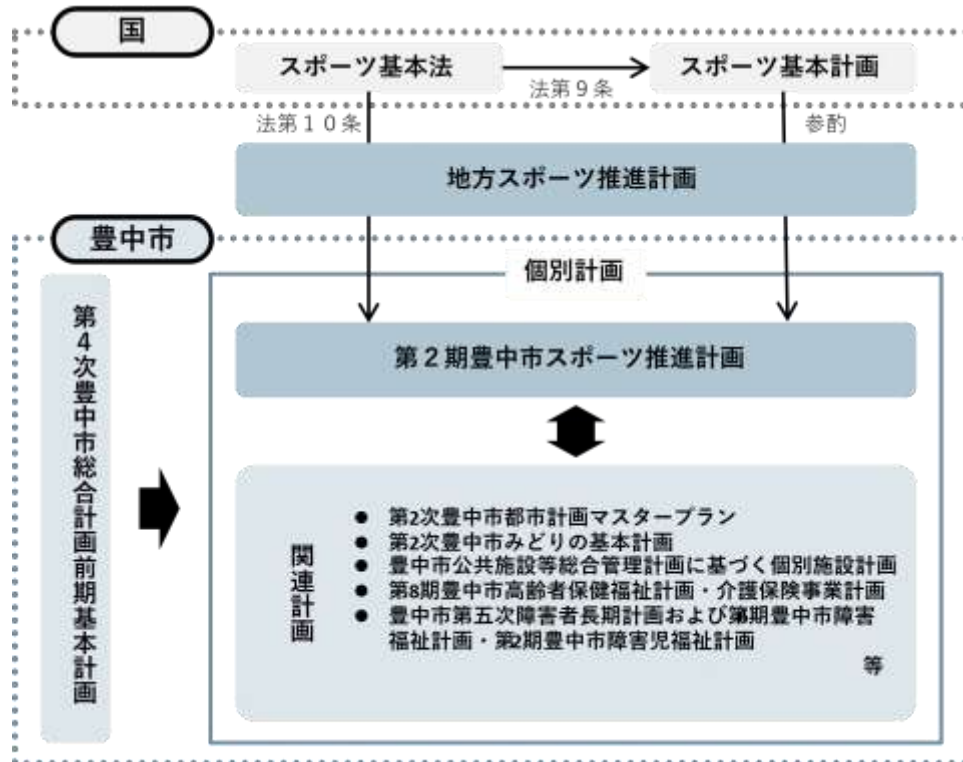 国
スポーツ基本法
スポーツ基本計画
法第９条
法第１０条
参酌
地方スポーツ推進計画
豊中市
個別計画
第４次豊中市総合計画前期基本計画
第２期豊中市スポーツ推進計画
関連計画
● 第2次豊中市都市計画マスタープラン
● 第2次豊中市みどりの基本計画
● 豊中市公共施設等総合管理計画に基づく個別施設計画
● 第8期豊中市高齢者保健福祉計画・介護保険事業計画
● 豊中市第五次障害者長期計画および第6期豊中市障害
福祉計画・第2期豊中市障害児福祉計画
等